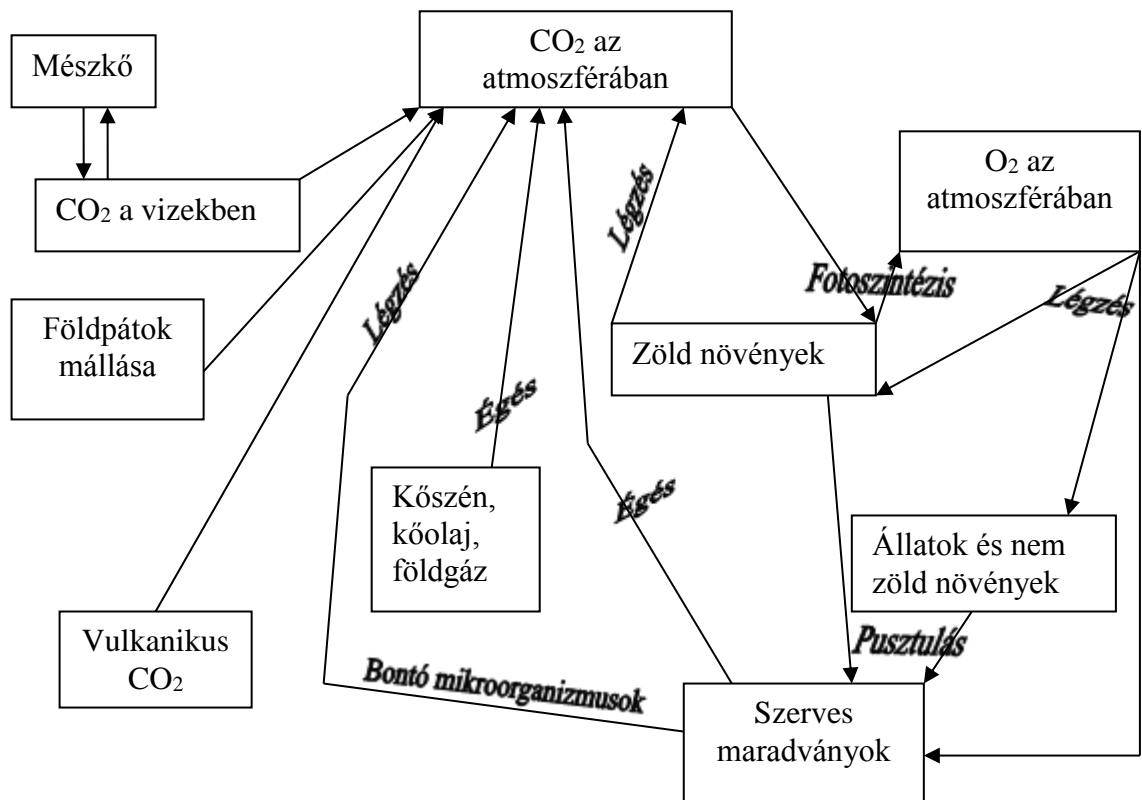 CO₂ az
atmoszférában
Mészkő
O₂ az
atmoszférában
CO₂ a vizekben
Légzés
Fotoszintézis
Légzés
Légzés
Földpátok
mállása
Zöld növények
Égés
Kőszén,
kőolaj,
földgáz
Égés
Állatok és nem
zöld növények
Vulkanikus
CO₂
Pusztulás
Bontó mikroorganizmusok
Szerves
maradványok